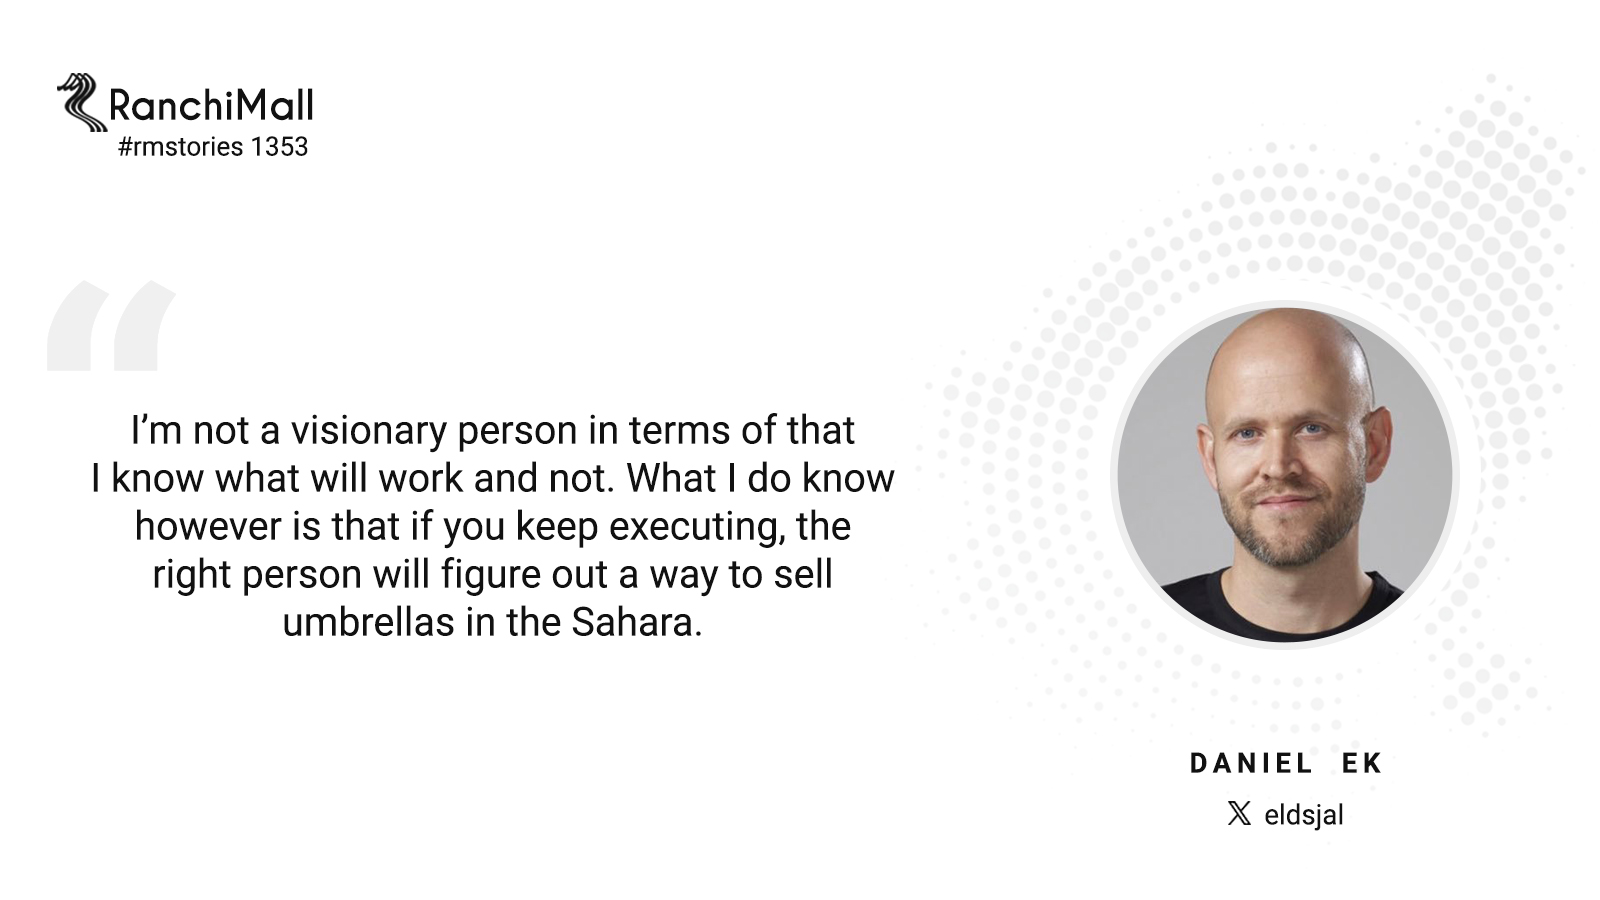 RanchiMall
#rmstories 1353
“
I’m not a visionary person in terms of that
I know what will work and not. What I do know
however is that if you keep executing, the
right person will figure out a way to sell
umbrellas in the Sahara.
DANIEL EK
𝕏 eldsjal